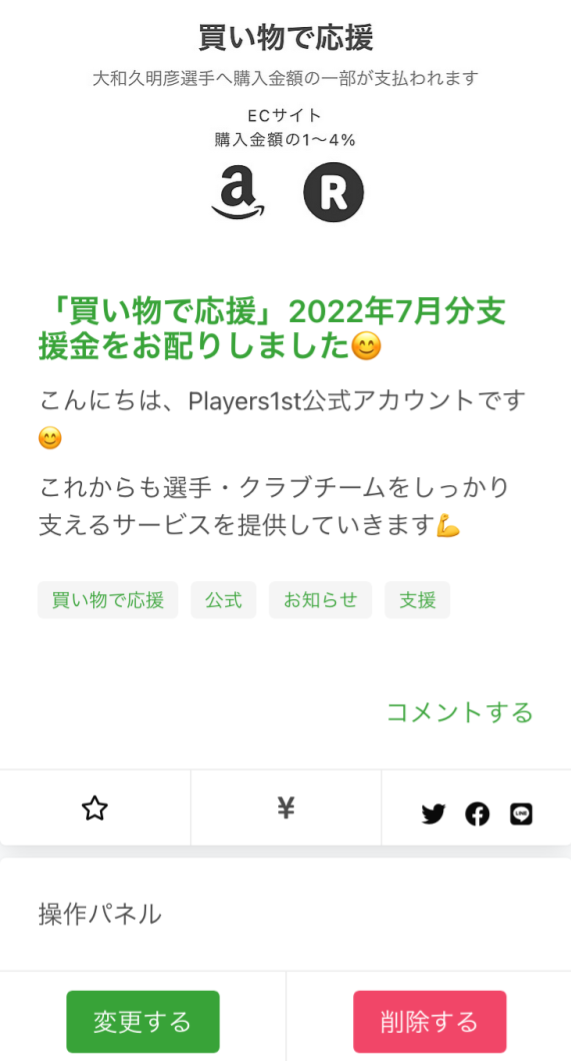 買い物で応援
大和久明彦選手へ購入金額の一部が支払われます
ECサイト
購入金額の1〜4%
a R
「買い物で応援」2022年7月分支
援金をお配りしました😊
こんにちは、Players1st公式アカウントです
😊
これからも選手・クラブチームをしっかり
支えるサービスを提供していきます💪
買い物で応援 公式 お知らせ 支援
コメントする
¥ LINE
操作パネル
変更する 削除する